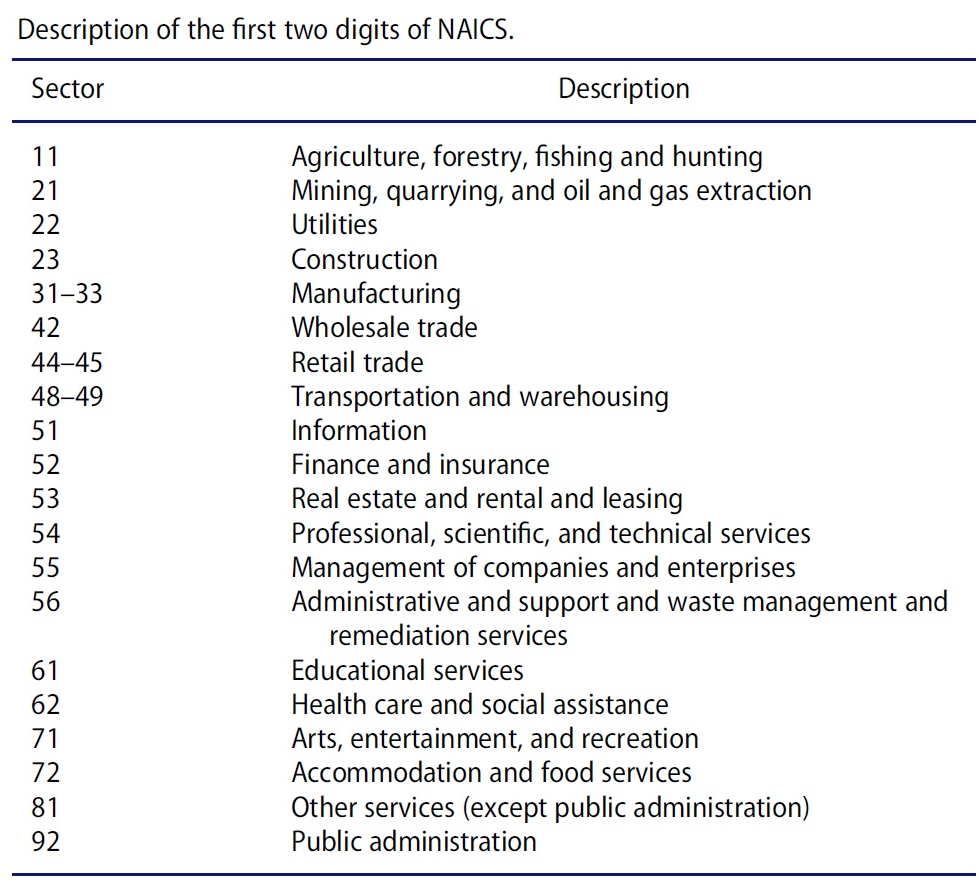 Description of the first two digits of NAICS.
Sector Description
11 Agriculture, forestry, fishing and hunting
21 Mining, quarrying, and oil and gas extraction
22 Utilities
23 Construction
31–33 Manufacturing
42 Wholesale trade
44–45 Retail trade
48–49 Transportation and warehousing
51 Information
52 Finance and insurance
53 Real estate and rental and leasing
54 Professional, scientific, and technical services
55 Management of companies and enterprises
56 Administrative and support and waste management and
remediation services
61 Educational services
62 Health care and social assistance
71 Arts, entertainment, and recreation
72 Accommodation and food services
81 Other services (except public administration)
92 Public administration